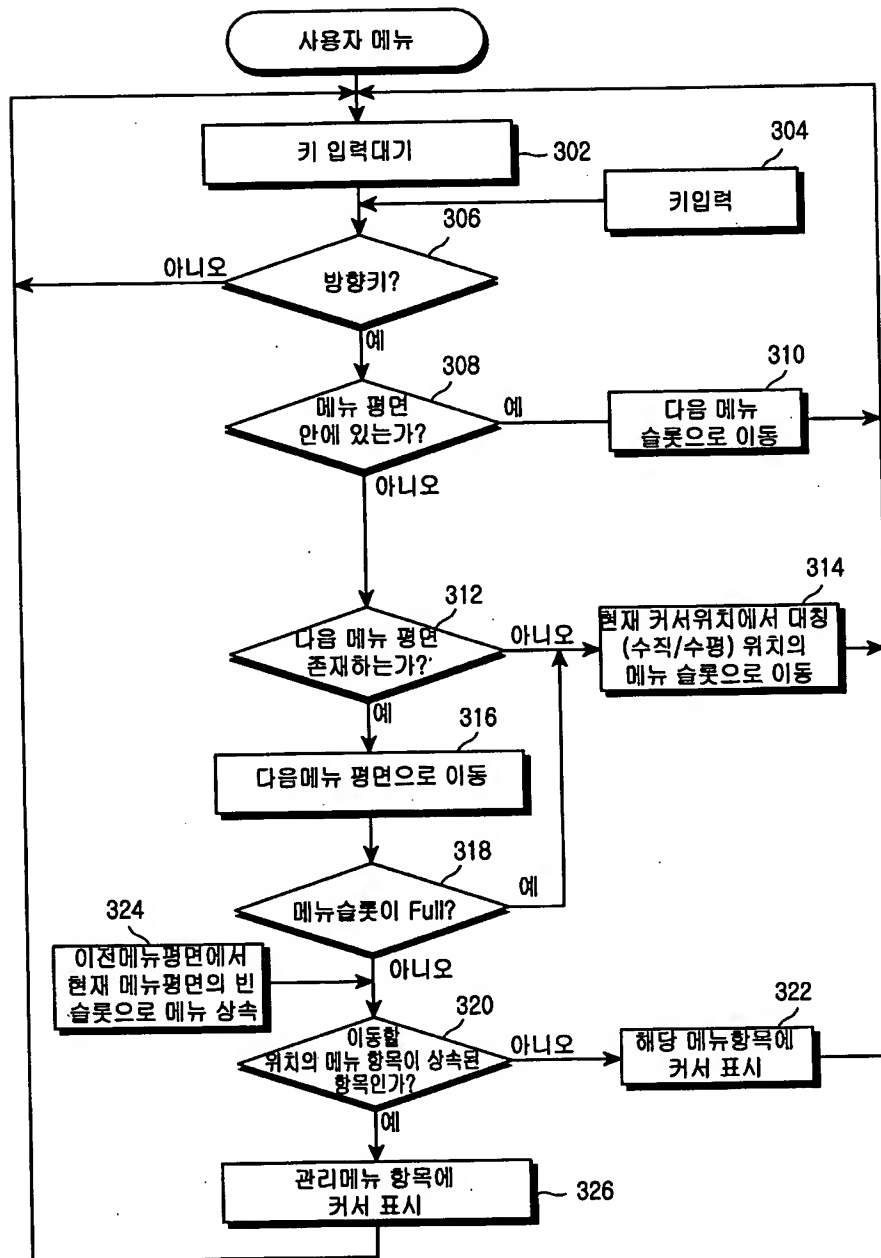 사용자 메뉴
키 입력대기
302
304
키입력
306
아니오
방향키?
예
308
메뉴 평면
안에 있는가?
예
310
다음 메뉴
슬롯으로 이동
아니오
312
다음 메뉴 평면
존재하는가?
아니오
314
현재 커서위치에서 대칭
(수직/수평) 위치의
메뉴 슬롯으로 이동
예
316
다음메뉴 평면으로 이동
318
메뉴슬롯이 Full?
예
324
이전메뉴평면에서
현재 메뉴평면의 빈
슬롯으로 메뉴 상속
아니오
320
이동할
위치의 메뉴 항목이 상속된
항목인가?
아니오
322
해당 메뉴항목에
커서 표시
예
관리메뉴 항목에
커서 표시
326